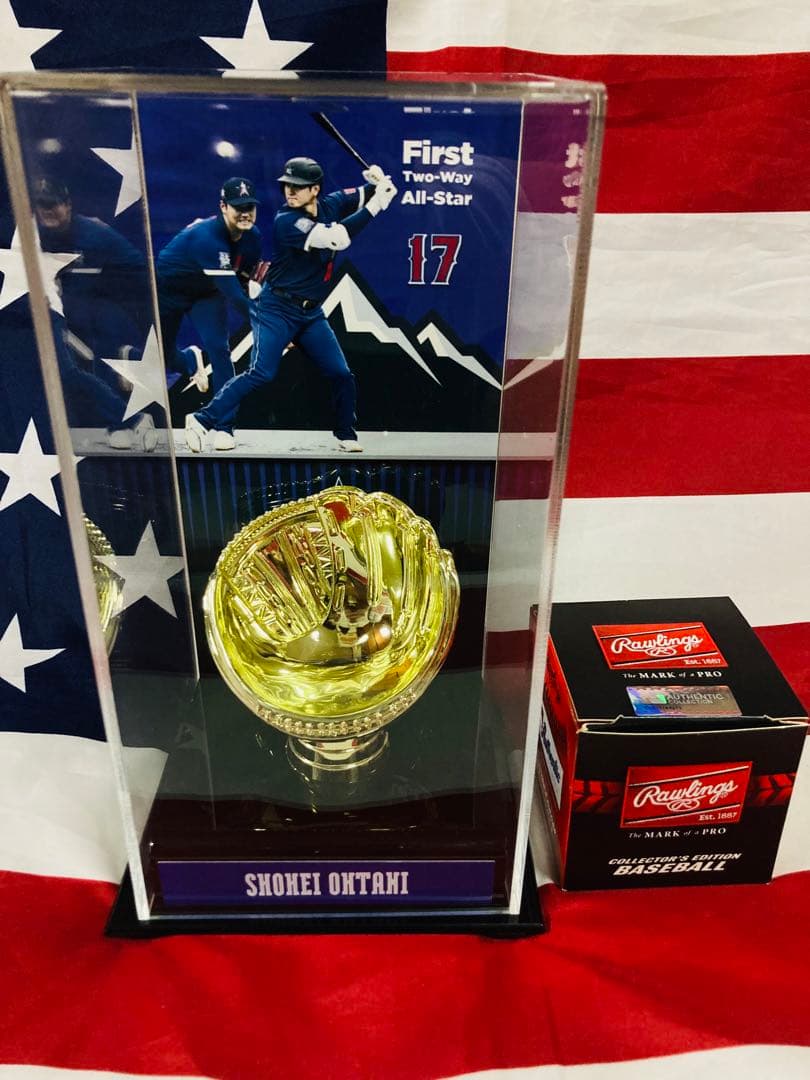 First
Two-Way
All-Star
17
SHOHEI OHTANI
Rawlings
EST. 1887
The MARK of a PRO
AUTHENTIC
COLLECTION
Rawlings
Est. 1887
The MARK of a PRO
COLLECTOR'S EDITION
BASEBALL